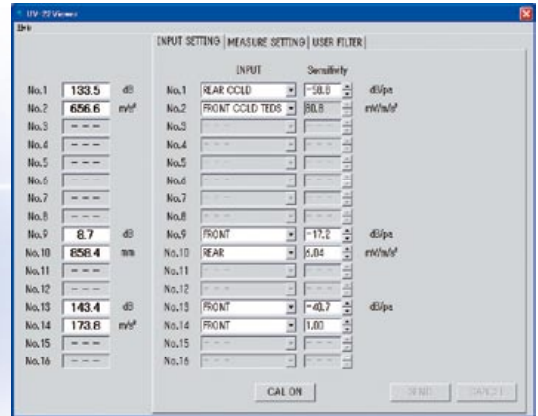 UV-22Viewer
INPUT SETTING MEASURE SETTING USER FILTER
INPUT Sensitivity
No.1 133.5 dB No.1 REAR CCLD -50.8 dB/pa
No.2 656.6 m/s² No.2 FRONT CCLD TEDS 80.8 mV/m/s²
No.3 --- No.3 --- ---
No.4 --- No.4 --- ---
No.5 --- No.5 --- ---
No.6 --- No.6 --- ---
No.7 --- No.7 --- ---
No.8 --- No.8 --- ---
No.9 8.7 dB No.9 FRONT -17.2 dB/pa
No.10 858.4 mm No.10 REAR 6.04 mV/m/s²
No.11 --- No.11 --- ---
No.12 --- No.12 --- ---
No.13 143.4 dB No.13 FRONT -40.7 dB/pa
No.14 173.8 m/s² No.14 FRONT 1.00
No.15 --- No.15 --- ---
No.16 --- No.16 --- ---
CAL ON SEND CANCEL